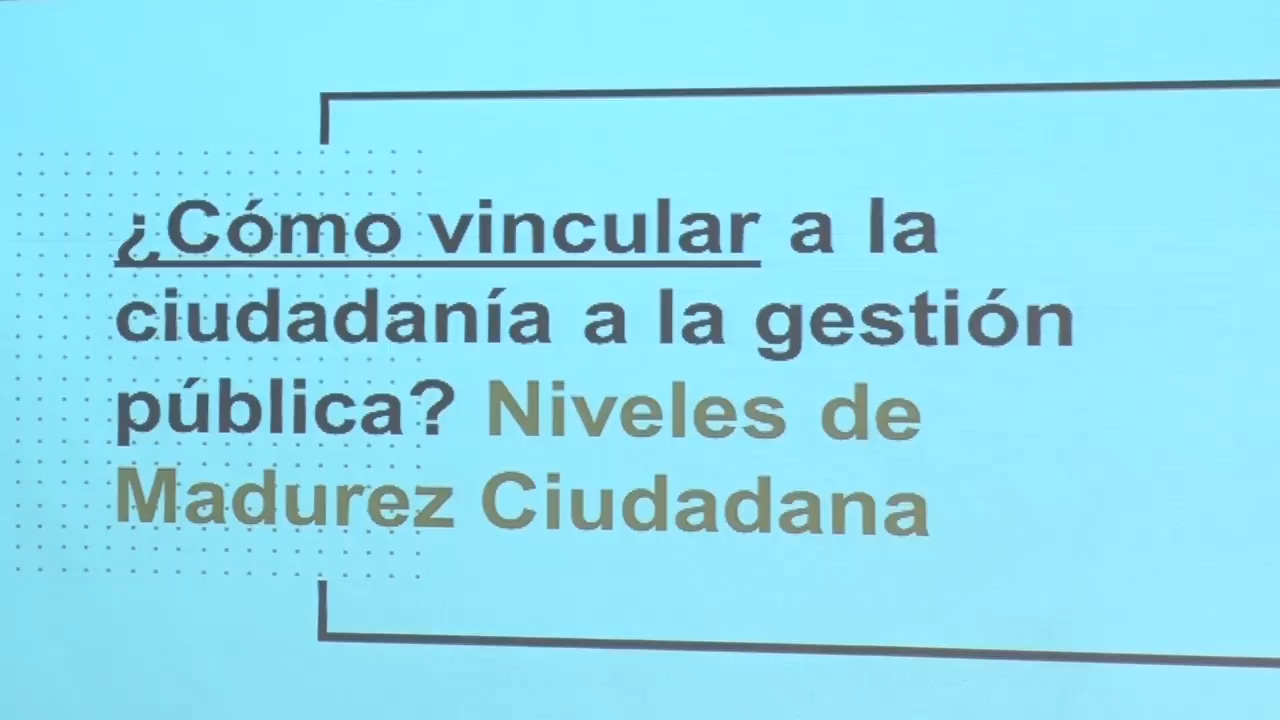 ¿Cómo vincular a la
ciudadanía a la gestión
pública? Niveles de
Madurez Ciudadana